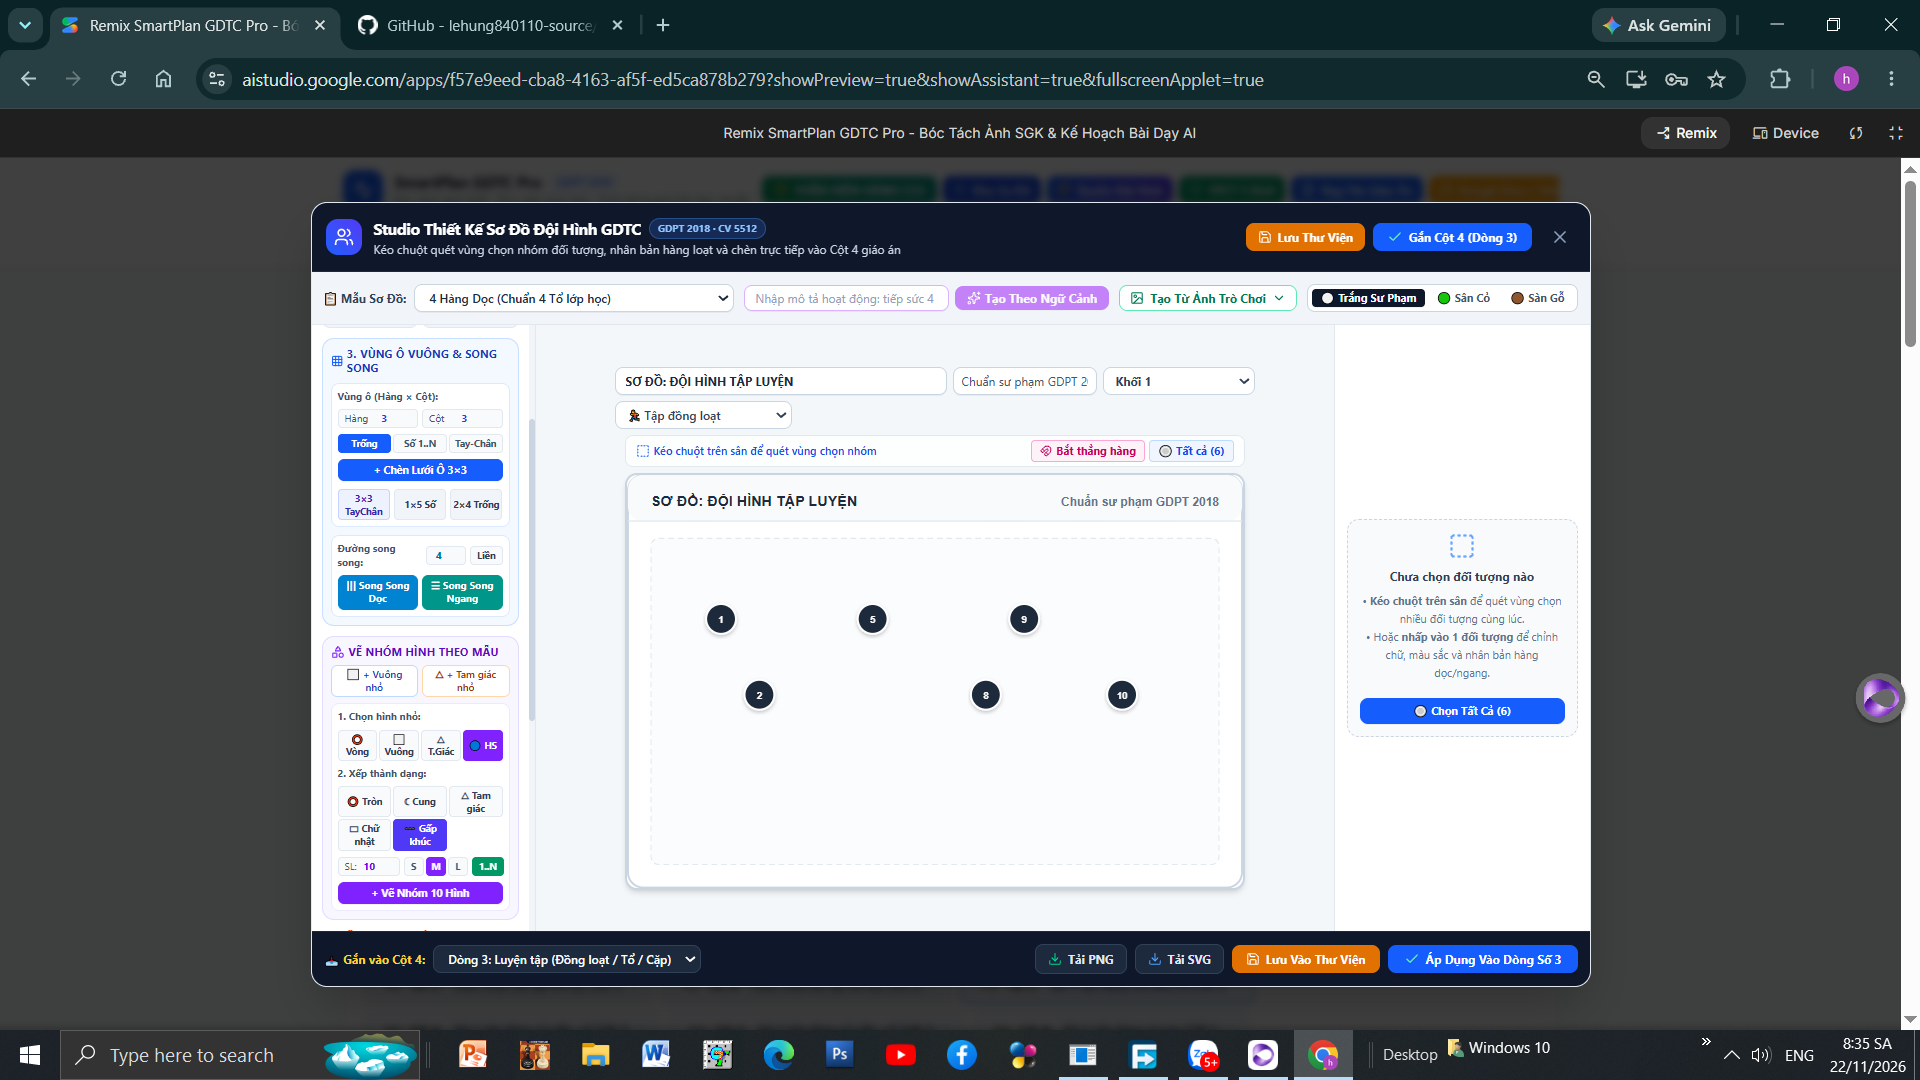 Remix SmartPlan GDTC Pro - Bó
GitHub - lehung840110-source/
Ask Gemini
aistudio.google.com/apps/f57e9eed-cba8-4163-af5f-ed5ca878b279?showPreview=true&showAssistant=true&fullscreenApplet=true
h
Remix SmartPlan GDTC Pro - Bóc Tách Ảnh SGK & Kế Hoạch Bài Dạy AI
Remix
Device
Studio Thiết Kế Sơ Đồ Đội Hình GDTC
GDPT 2018 • CV 5512
Kéo chuột quét vùng chọn nhóm đối tượng, nhân bản hàng loạt và chèn trực tiếp vào Cột 4 giáo án
Lưu Thư Viện
Gắn Cột 4 (Dòng 3)
Mẫu Sơ Đồ:
4 Hàng Dọc (Chuẩn 4 Tổ lớp học)
Nhập mô tả hoạt động: tiếp sức 4
Tạo Theo Ngữ Cảnh
Tạo Từ Ảnh Trò Chơi
Trắng Sư Phạm
Sân Cỏ
Sàn Gỗ
3. VÙNG Ô VUÔNG & SONG
SONG
Vùng ô (Hàng × Cột):
Hàng 3
Cột 3
Trống
Số 1..N
Tay-Chân
+ Chèn Lưới Ô 3×3
3×3
TayChân
1×5 Số
2×4 Trống
Đường song
song:
4
Liền
Song Song
Dọc
Song Song
Ngang
VẼ NHÓM HÌNH THEO MẪU
+ Vuông
nhỏ
+ Tam giác
nhỏ
1. Chọn hình nhỏ:
Vòng
Vuông
T.Giác
HS
2. Xếp thành dạng:
Tròn
Cung
Tam
giác
Chữ
nhật
Gấp
khúc
SL: 10
S
M
L
1..N
+ Vẽ Nhóm 10 Hình
SƠ ĐỒ: ĐỘI HÌNH TẬP LUYỆN
Chuẩn sư phạm GDPT 2
Khối 1
Tập đồng loạt
Kéo chuột trên sân để quét vùng chọn nhóm
Bắt thẳng hàng
Tất cả (6)
SƠ ĐỒ: ĐỘI HÌNH TẬP LUYỆN
Chuẩn sư phạm GDPT 2018
1
5
9
2
8
10
Chưa chọn đối tượng nào
• Kéo chuột trên sân để quét vùng chọn
nhiều đối tượng cùng lúc.
• Hoặc nhấp vào 1 đối tượng để chỉnh
chữ, màu sắc và nhân bản hàng
dọc/ngang.
Chọn Tất Cả (6)
Gắn vào Cột 4:
Dòng 3: Luyện tập (Đồng loạt / Tổ / Cặp)
Tải PNG
Tải SVG
Lưu Vào Thư Viện
Áp Dụng Vào Dòng Số 3
Type here to search
Desktop
Windows 10
ENG
8:35 SA
22/11/2026
5+